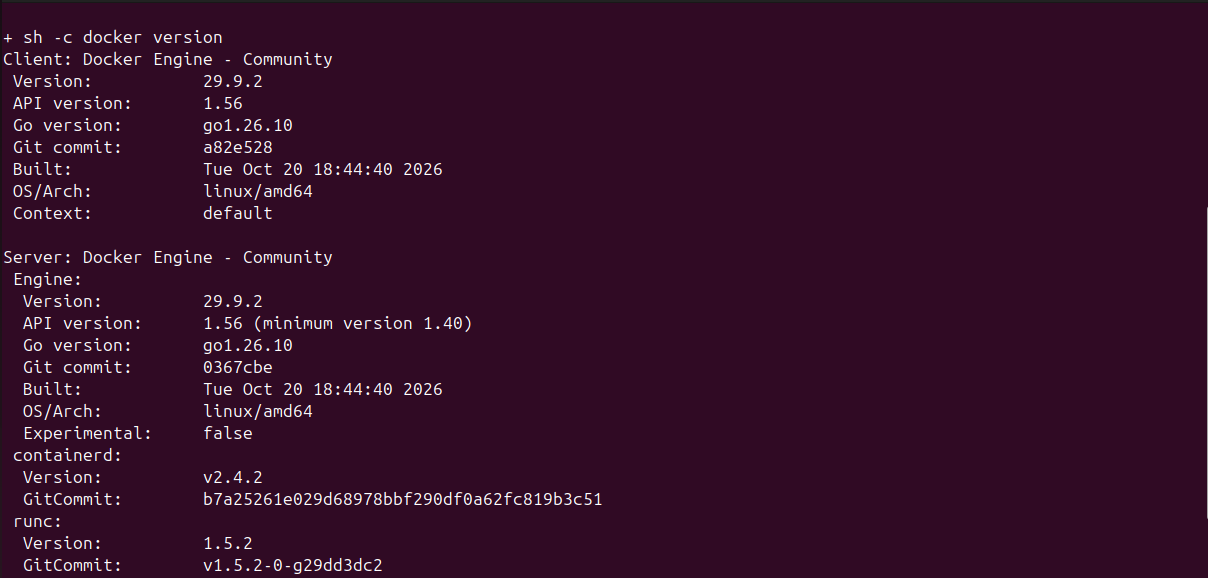 + sh -c docker version
Client: Docker Engine - Community
 Version:           29.9.2
 API version:       1.56
 Go version:        go1.26.10
 Git commit:        a82e528
 Built:             Tue Oct 20 18:44:40 2026
 OS/Arch:           linux/amd64
 Context:           default

Server: Docker Engine - Community
 Engine:
  Version:          29.9.2
  API version:      1.56 (minimum version 1.40)
  Go version:       go1.26.10
  Git commit:       0367cbe
  Built:            Tue Oct 20 18:44:40 2026
  OS/Arch:          linux/amd64
  Experimental:     false
 containerd:
  Version:          v2.4.2
  GitCommit:        b7a25261e029d68978bbf290df0a62fc819b3c51
 runc:
  Version:          1.5.2
  GitCommit:        v1.5.2-0-g29dd3dc2